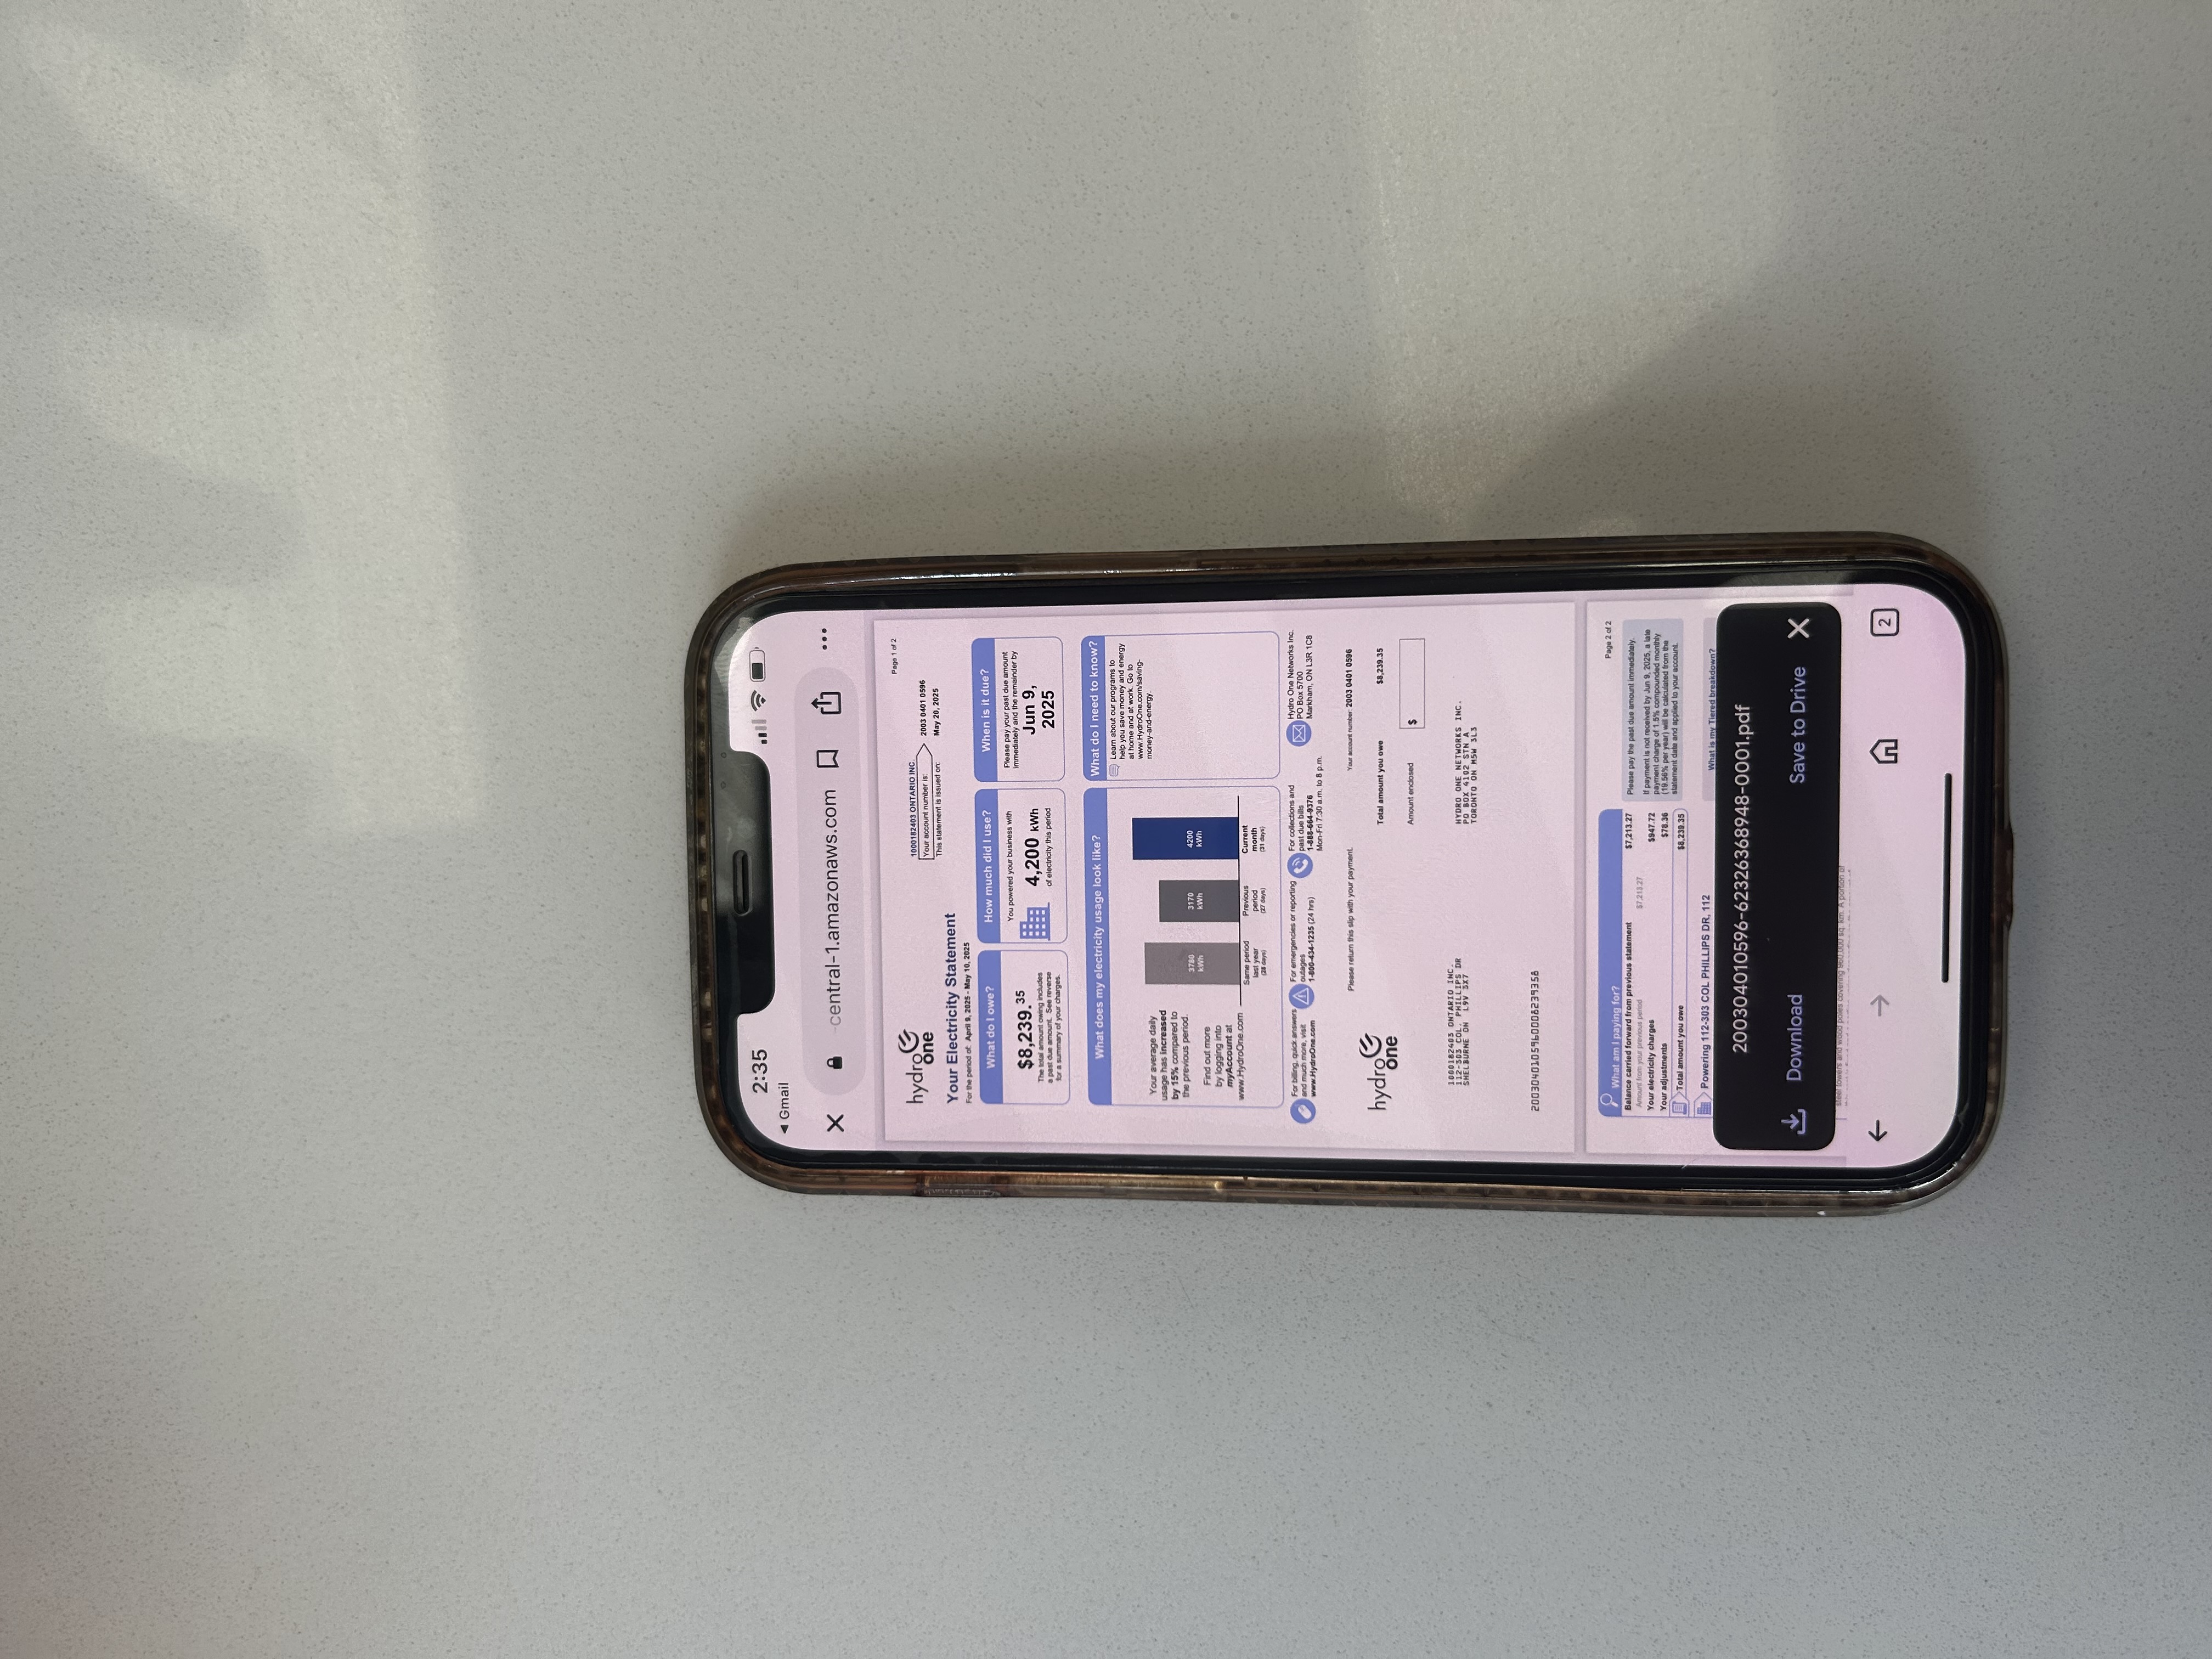 2:35
◀ Gmail
-central-1.amazonaws.com
Page 1 of 2
hydro
one
1000182403 ONTARIO INC.
Your account number is: 2003 0401 0596
This statement is issued on: May 20, 2025
Your Electricity Statement
For the period of: April 9, 2025 - May 10, 2025
What do I owe?
$8,239.35
The total amount owing includes
a past due amount. See reverse
for a summary of your charges.
How much did I use?
You powered your business with
4,200 kWh
of electricity this period
When is it due?
Please pay your past due amount
immediately and the remainder by
Jun 9,
2025
What does my electricity usage look like?
Your average daily
usage has increased
by 15% compared to
the previous period.
Find out more
by logging into
myAccount at
www.HydroOne.com
3780
kWh
3170
kWh
4200
kWh
Same period
last year
(28 days)
Previous
period
(27 days)
Current
month
(31 days)
What do I need to know?
Learn about our programs to
help you save money and energy
at home and at work. Go to
www.HydroOne.com/saving-
money-and-energy.
For billing, quick answers
and much more, visit
www.HydroOne.com
For emergencies or reporting
outages
1-800-434-1235 (24 hrs)
For collections and
past due bills
1-888-664-9376
Mon-Fri 7:30 a.m. to 8 p.m.
Hydro One Networks Inc.
PO Box 5700
Markham, ON L3R 1C8
Please return this slip with your payment.
Your account number: 2003 0401 0596
hydro
one
Total amount you owe $8,239.35
Amount enclosed $
1000182403 ONTARIO INC.
112-303 COL. PHILLIPS DR
SHELBURNE ON L9V 3X7
HYDRO ONE NETWORKS INC.
PO BOX 4102 STN A
TORONTO ON M5W 3L3
2003040105960008239358
Page 2 of 2
What am I paying for?
Balance carried forward from previous statement $7,213.27
Amount from your previous period $7,213.27
Your electricity charges $947.72
Your adjustments $78.36
Total amount you owe $8,239.35
Please pay the past due amount immediately.
If payment is not received by Jun 9, 2025, a late
payment charge of 1.5% compounded monthly
(19.56% per year) will be calculated from the
statement date and applied to your account.
Powering 112-303 COL PHILLIPS DR, 112
What is my Tiered breakdown?
200304010596-62326368948-0001.pdf
Download
Save to Drive
steel towers and wood poles covering 960,000 sq. km. A portion of
2